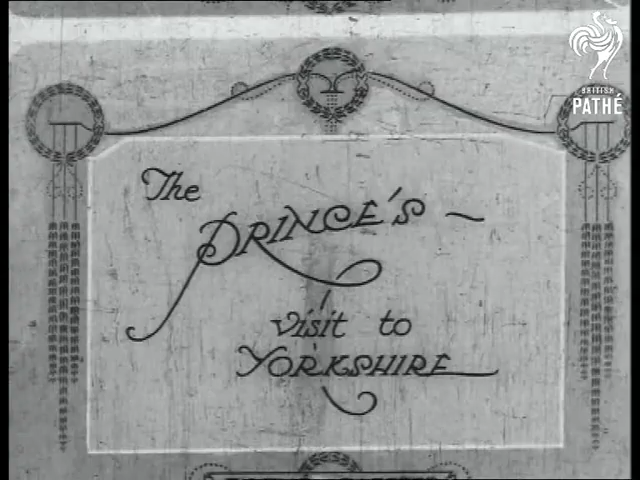 BRITISH
PATHÉ
The
PRINCE'S ~
visit to
YORKSHIRE